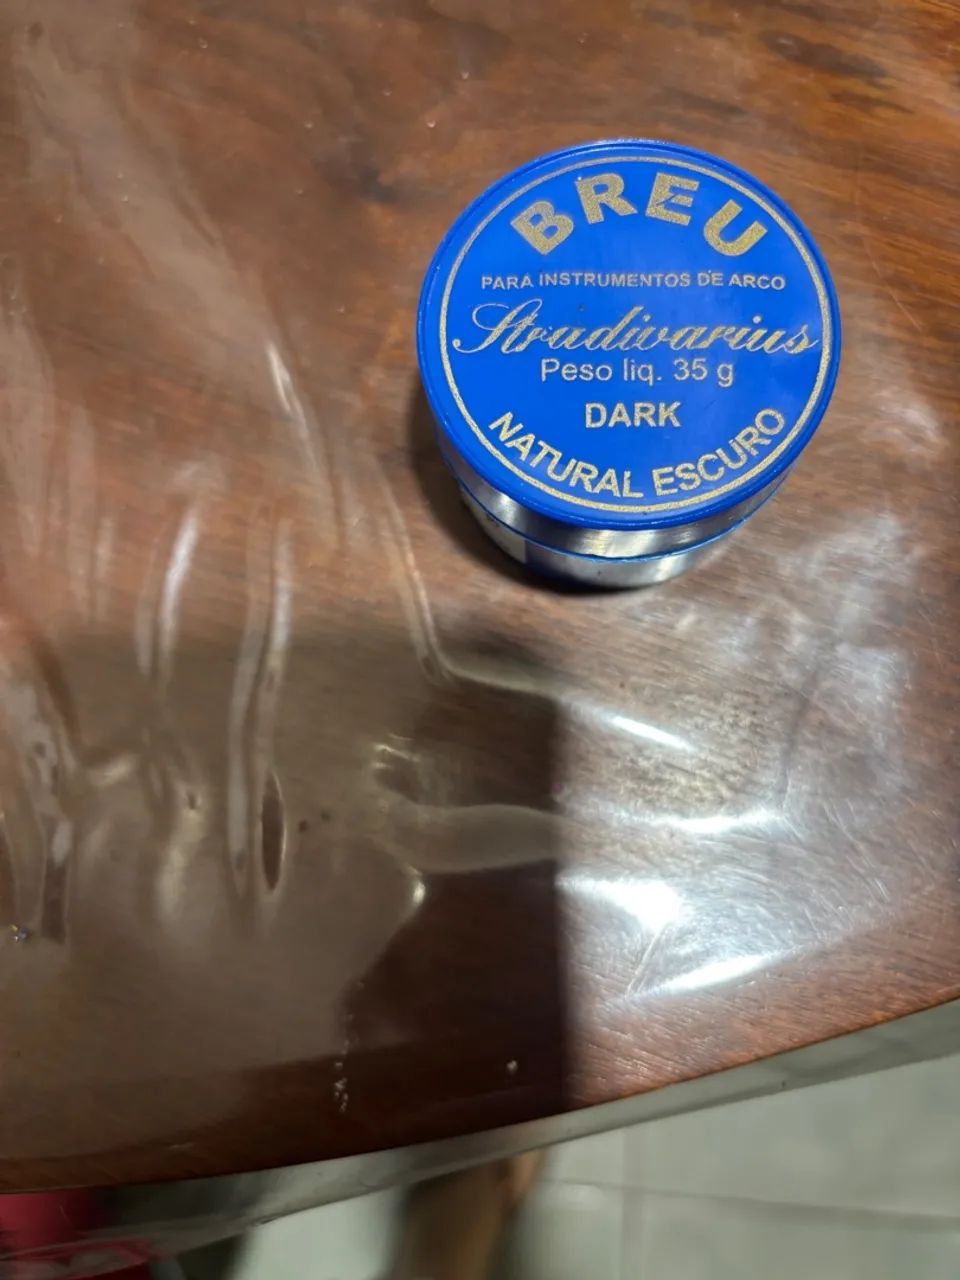 BREU
PARA INSTRUMENTOS DE ARCO
Stradivarius
Peso liq. 35 g
DARK
NATURAL ESCURO